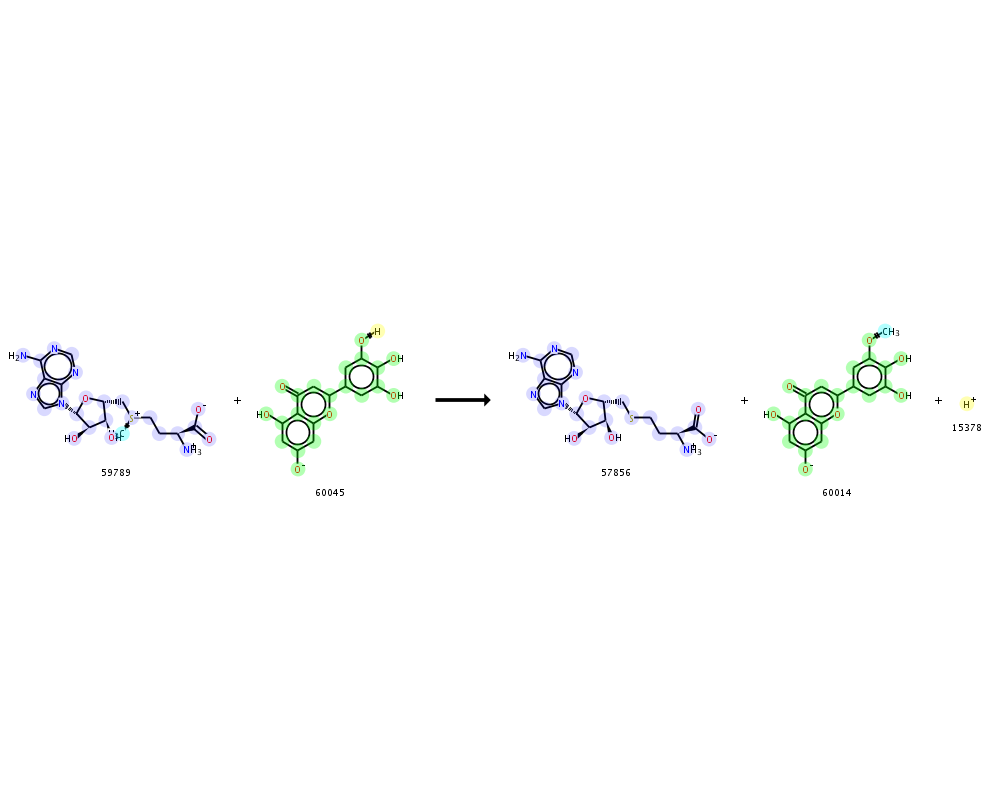 H₂N N N N N O S⁺ H₃C HO OH O⁻ O NH₃⁺
59789
+
O H OH OH O O HO O⁻
60045
H₂N N N N N O S HO OH O O⁻ NH₃⁺
57856
+
O CH₃ OH OH O O HO O⁻
60014
+
H⁺
15378